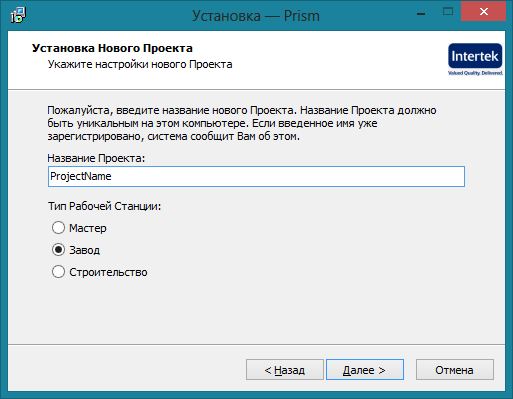 Установка — Prism
Установка Нового Проекта
Укажите настройки нового Проекта
Intertek
Valued Quality. Delivered.
Пожалуйста, введите название нового Проекта. Название Проекта должно
быть уникальным на этом компьютере. Если введенное имя уже
зарегистрировано, система сообщит Вам об этом.
Название Проекта:
ProjectName
Тип Рабочей Станции:
Мастер
Завод
Строительство
< Назад Далее > Отмена